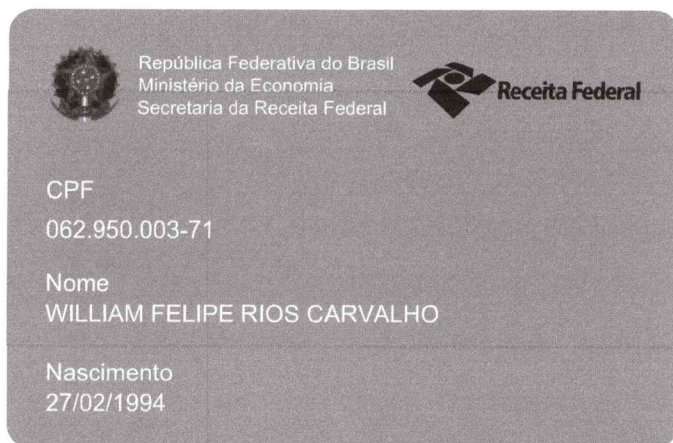 República Federativa do Brasil
Ministério da Economia
Secretaria da Receita Federal
Receita Federal
CPF
062.950.003-71
Nome
WILLIAM FELIPE RIOS CARVALHO
Nascimento
27/02/1994